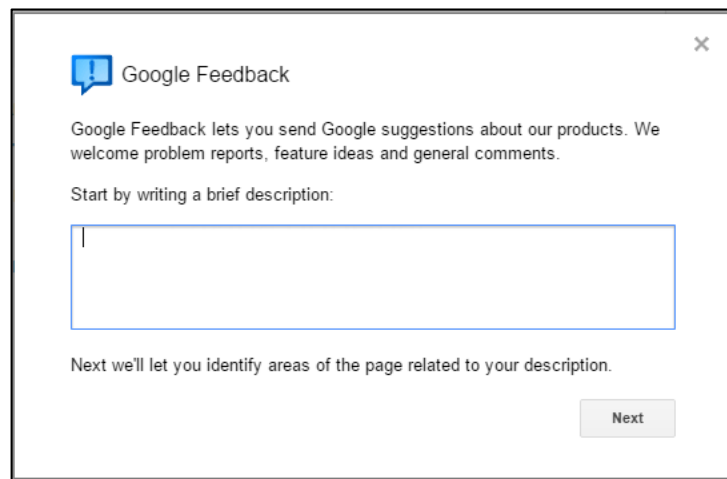 Google Feedback
Google Feedback lets you send Google suggestions about our products. We
welcome problem reports, feature ideas and general comments.
Start by writing a brief description:
Next we'll let you identify areas of the page related to your description.
Next